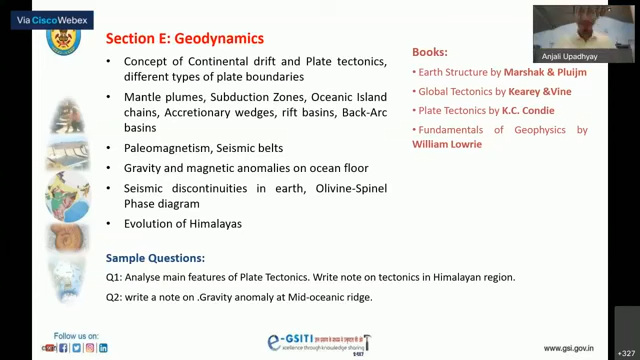 Via Cisco Webex
Section E: Geodynamics
• Concept of Continental drift and Plate tectonics,
different types of plate boundaries
• Mantle plumes, Subduction Zones, Oceanic Island
chains, Accretionary wedges, rift basins, Back-Arc
basins
• Paleomagnetism, Seismic belts
• Gravity and magnetic anomalies on ocean floor
• Seismic discontinuities in earth, Olivine-Spinel
Phase diagram
• Evolution of Himalayas
Books:
• Earth Structure by Marshak & Pluijm
• Global Tectonics by Kearey &Vine
• Plate Tectonics by K.C. Condie
• Fundamentals of Geophysics by
William Lowrie
Anjali Upadhyay
Sample Questions:
Q1: Analyse main features of Plate Tectonics. Write note on tectonics in Himalayan region.
Q2: write a note on .Gravity anomaly at Mid-oceanic ridge.
Follow us on:
e-GSITI
excellence through knowledge sharing
www.gsi.gov.in
+327